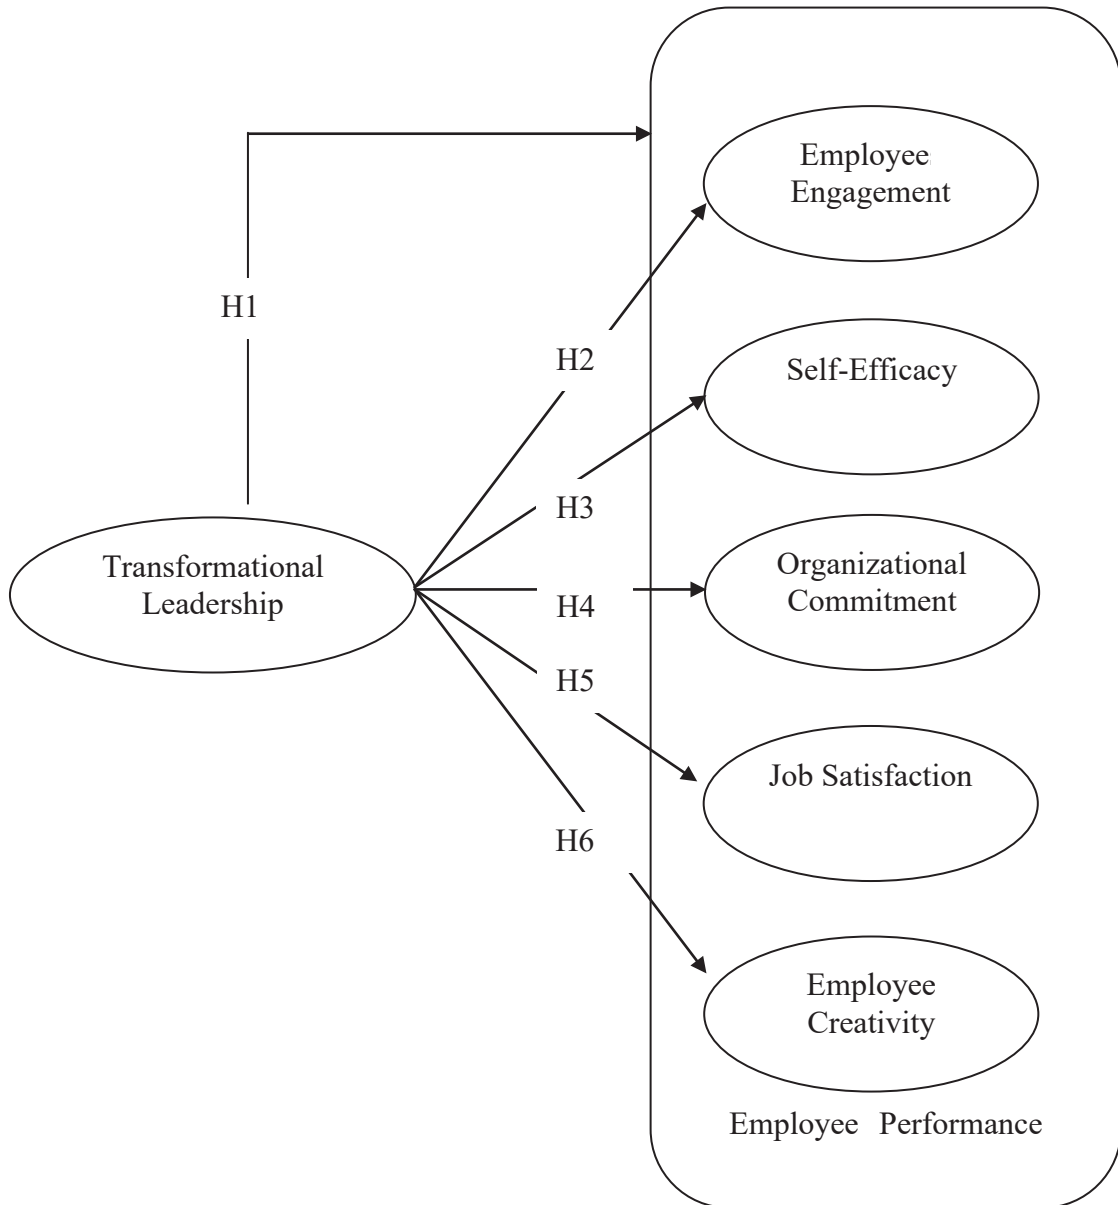 Employee
Engagement
H1
H2
Self-Efficacy
H3
Transformational
Leadership
H4
Organizational
Commitment
H5
Job Satisfaction
H6
Employee
Creativity
Employee Performance